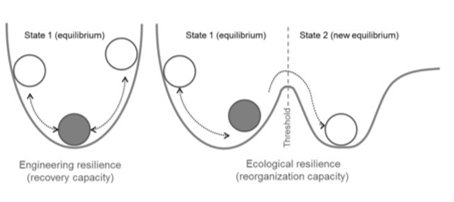 State 1 (equilibrium)
State 1 (equilibrium)
State 2 (new equilibrium)
Threshold
Engineering resilience
(recovery capacity)
Ecological resilience
(reorganization capacity)